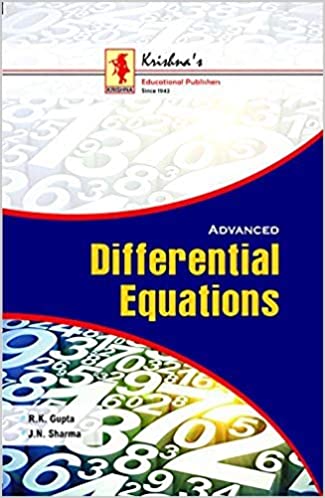 Krishna's
KRISHNA
Educational Publishers
Since 1942
ADVANCED
Differential
Equations
R.K. Gupta
J.N. Sharma